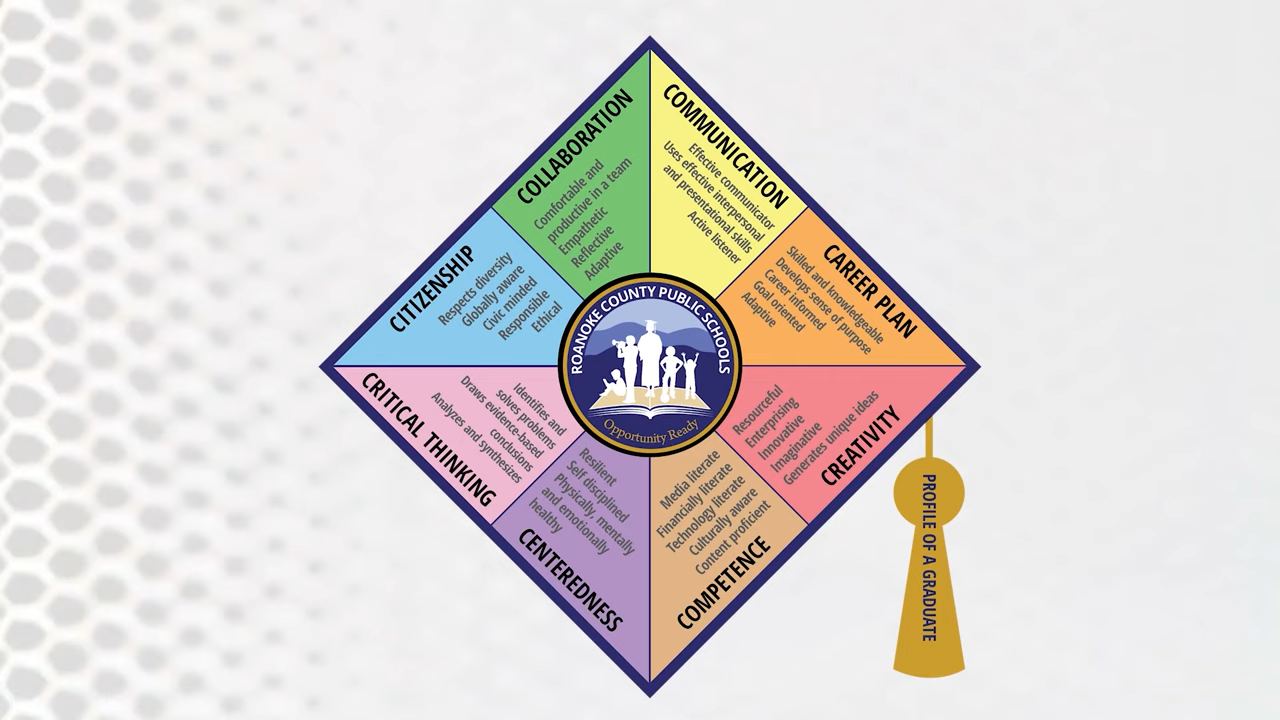 COLLABORATION
Comfortable and
productive in a team
Empathetic
Reflective
Adaptive
COMMUNICATION
Effective communicator
Uses effective interpersonal
and presentational skills
Active listener
CAREER PLAN
Skilled and knowledgeable
Develops sense of purpose
Career informed
Goal oriented
Adaptive
CREATIVITY
Resourceful
Enterprising
Innovative
Imaginative
Generates unique ideas
COMPETENCE
Media literate
Financially literate
Technology literate
Culturally aware
Content proficient
CENTEREDNESS
Resilient
Self disciplined
Physically, mentally
and emotionally
healthy
CRITICAL THINKING
Identifies and
solves problems
Draws evidence-based
conclusions
Analyzes and synthesizes
CITIZENSHIP
Respects diversity
Globally aware
Civic minded
Responsible
Ethical
ROANOKE COUNTY PUBLIC SCHOOLS
Opportunity Ready
PROFILE OF A GRADUATE